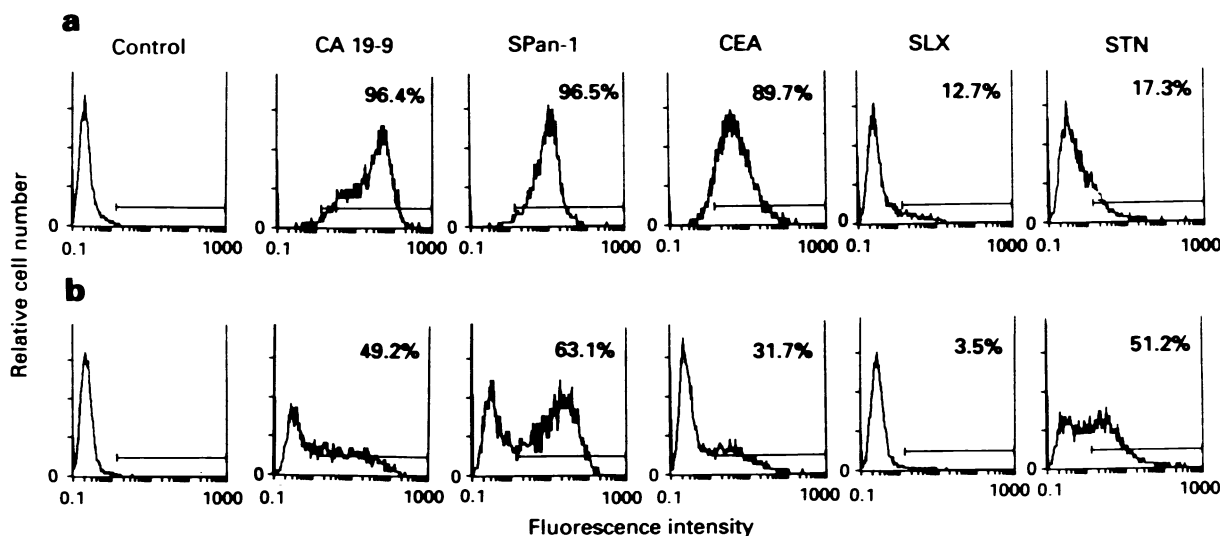 a
Control CA 19-9 SPan-1 CEA SLX STN
96.4% 96.5% 89.7% 12.7% 17.3%
0 0 0 0 0 0
0.1 1000 0.1 1000 0.1 1000 0.1 1000 0.1 1000 0.1 1000
Relative cell number
b
49.2% 63.1% 31.7% 3.5% 51.2%
0 0 0 0 0 0
0.1 1000 0.1 1000 0.1 1000 0.1 1000 0.1 1000 0.1 1000
Fluorescence intensity